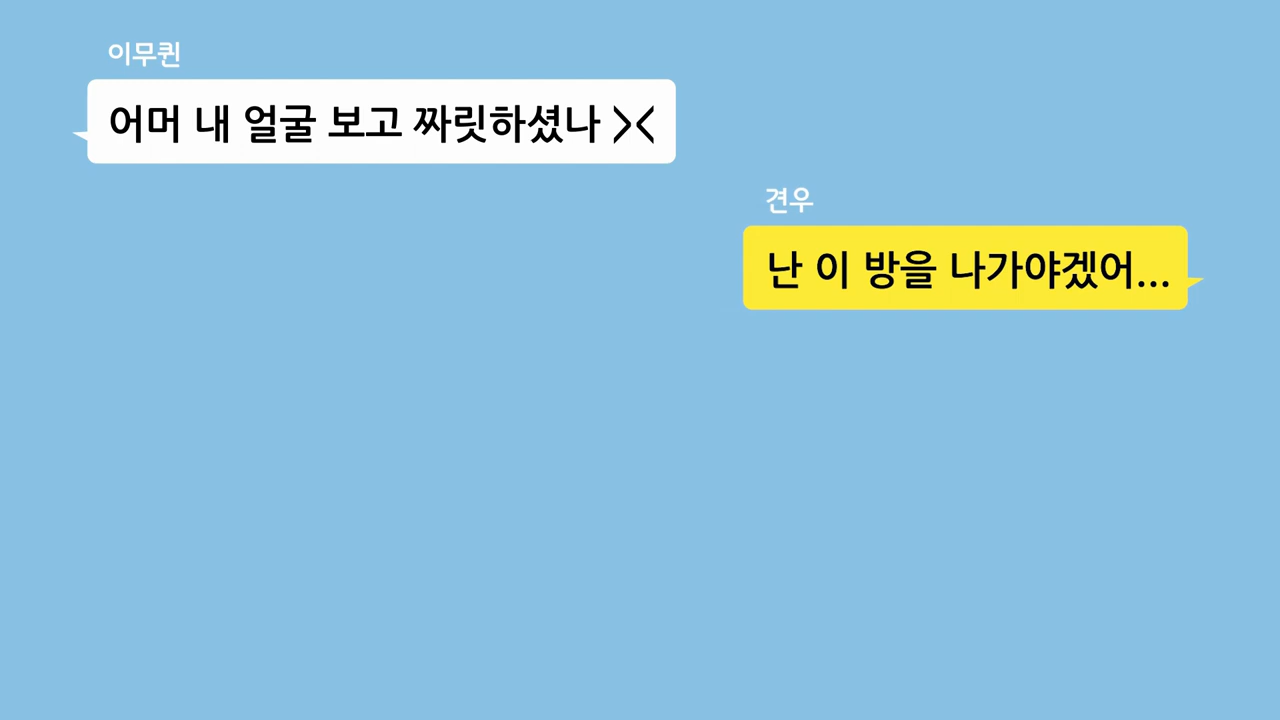 이무퀸
어머 내 얼굴 보고 짜릿하셨나 ><
견우
난 이 방을 나가야겠어...